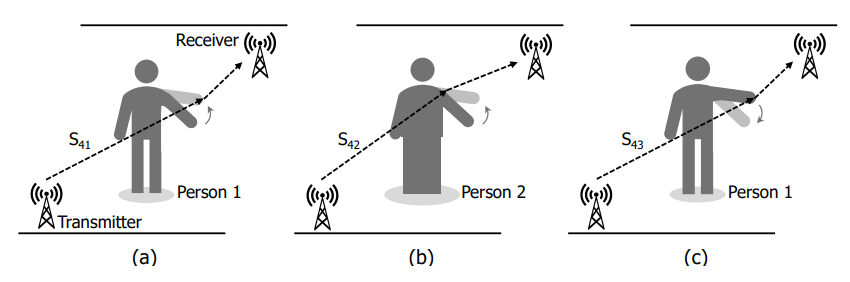 Receiver
S41
Person 1
Transmitter
(a)
S42
Person 2
(b)
S43
Person 1
(c)